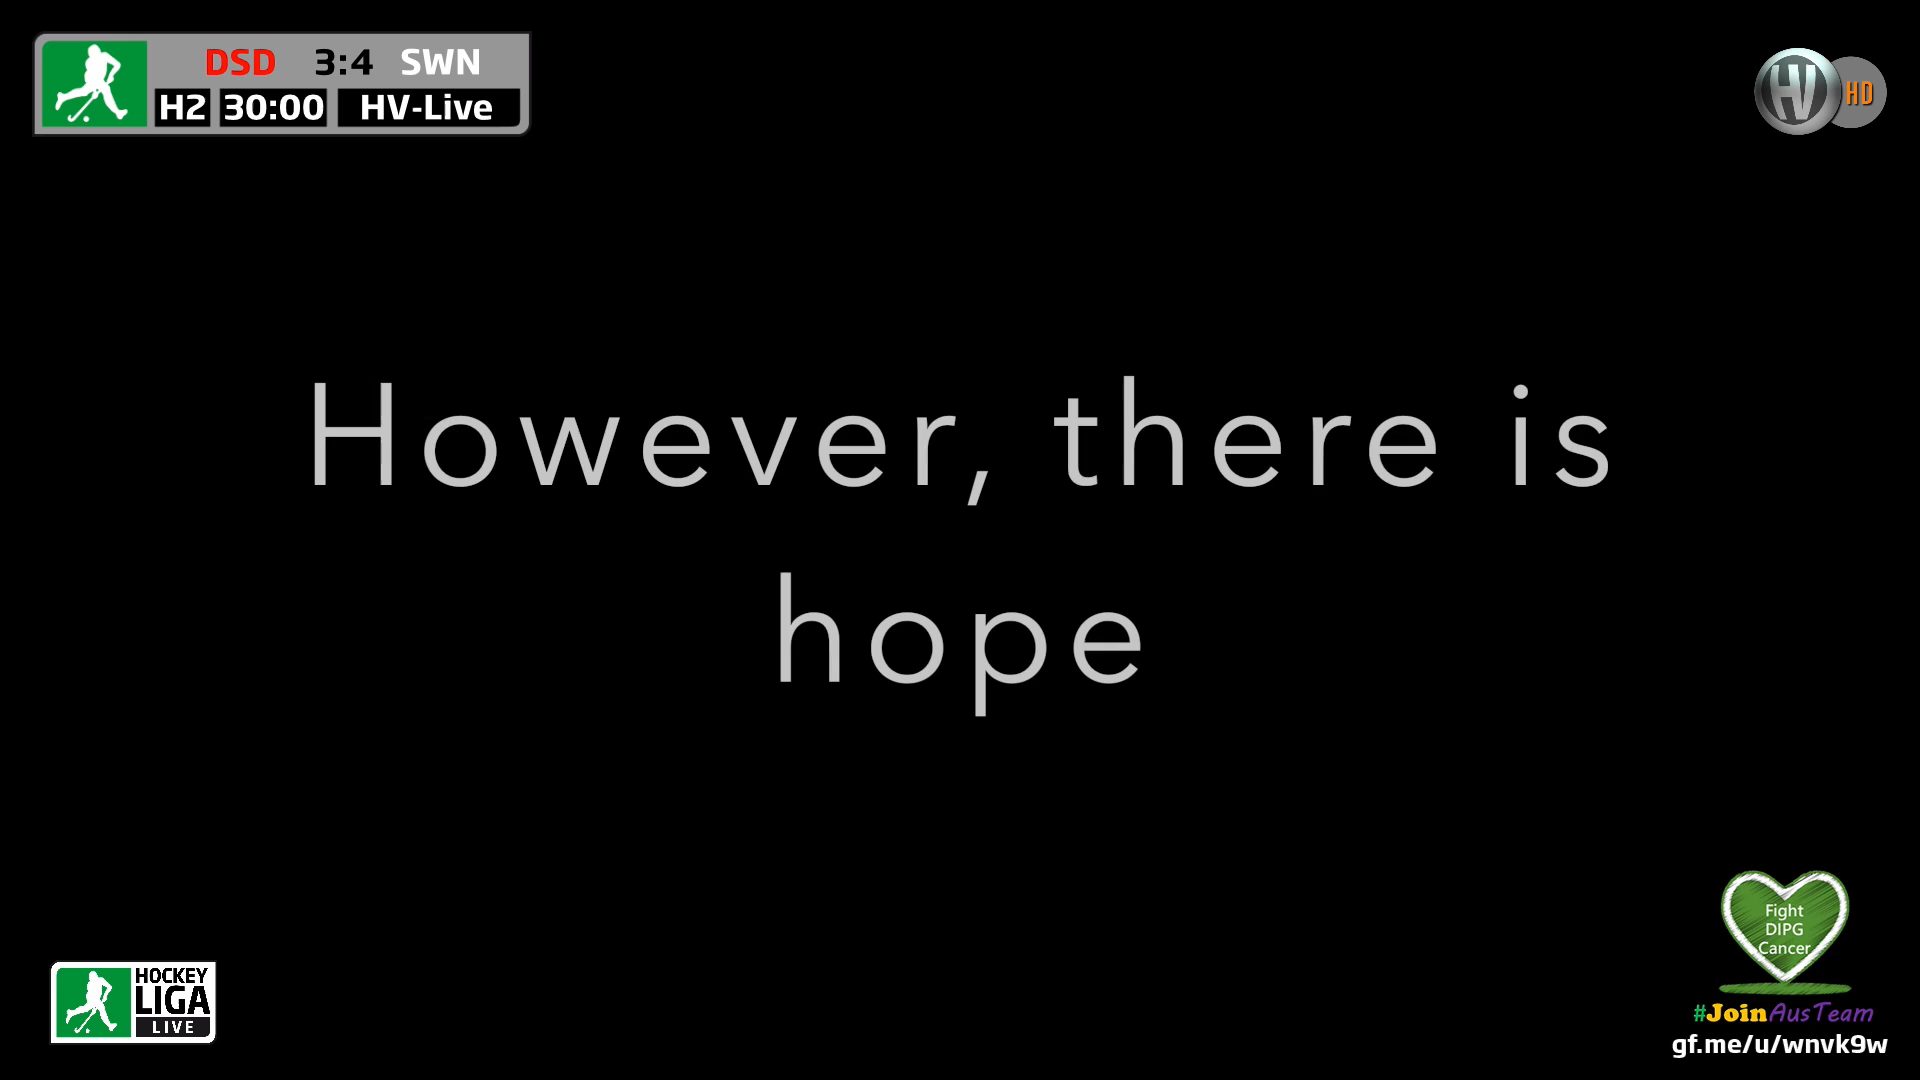 DSD 3:4 SWN
H2 30:00 HV-Live
HV HD
However, there is
hope
Fight
DIPG
Cancer
#JoinAusTeam
gf.me/u/wnvk9w
HOCKEY
LIGA
LIVE